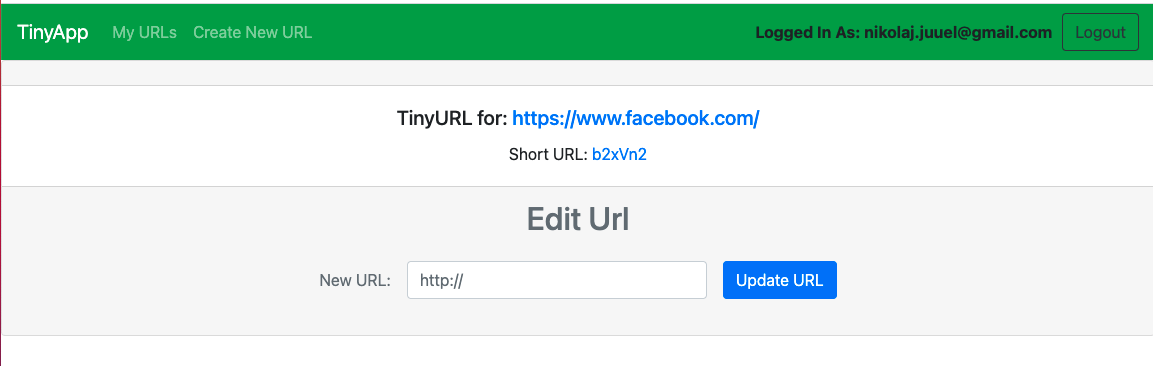 TinyApp My URLs Create New URL Logged In As: nikolaj.juuel@gmail.com Logout
TinyURL for: https://www.facebook.com/
Short URL: b2xVn2
Edit Url
New URL: http:// Update URL